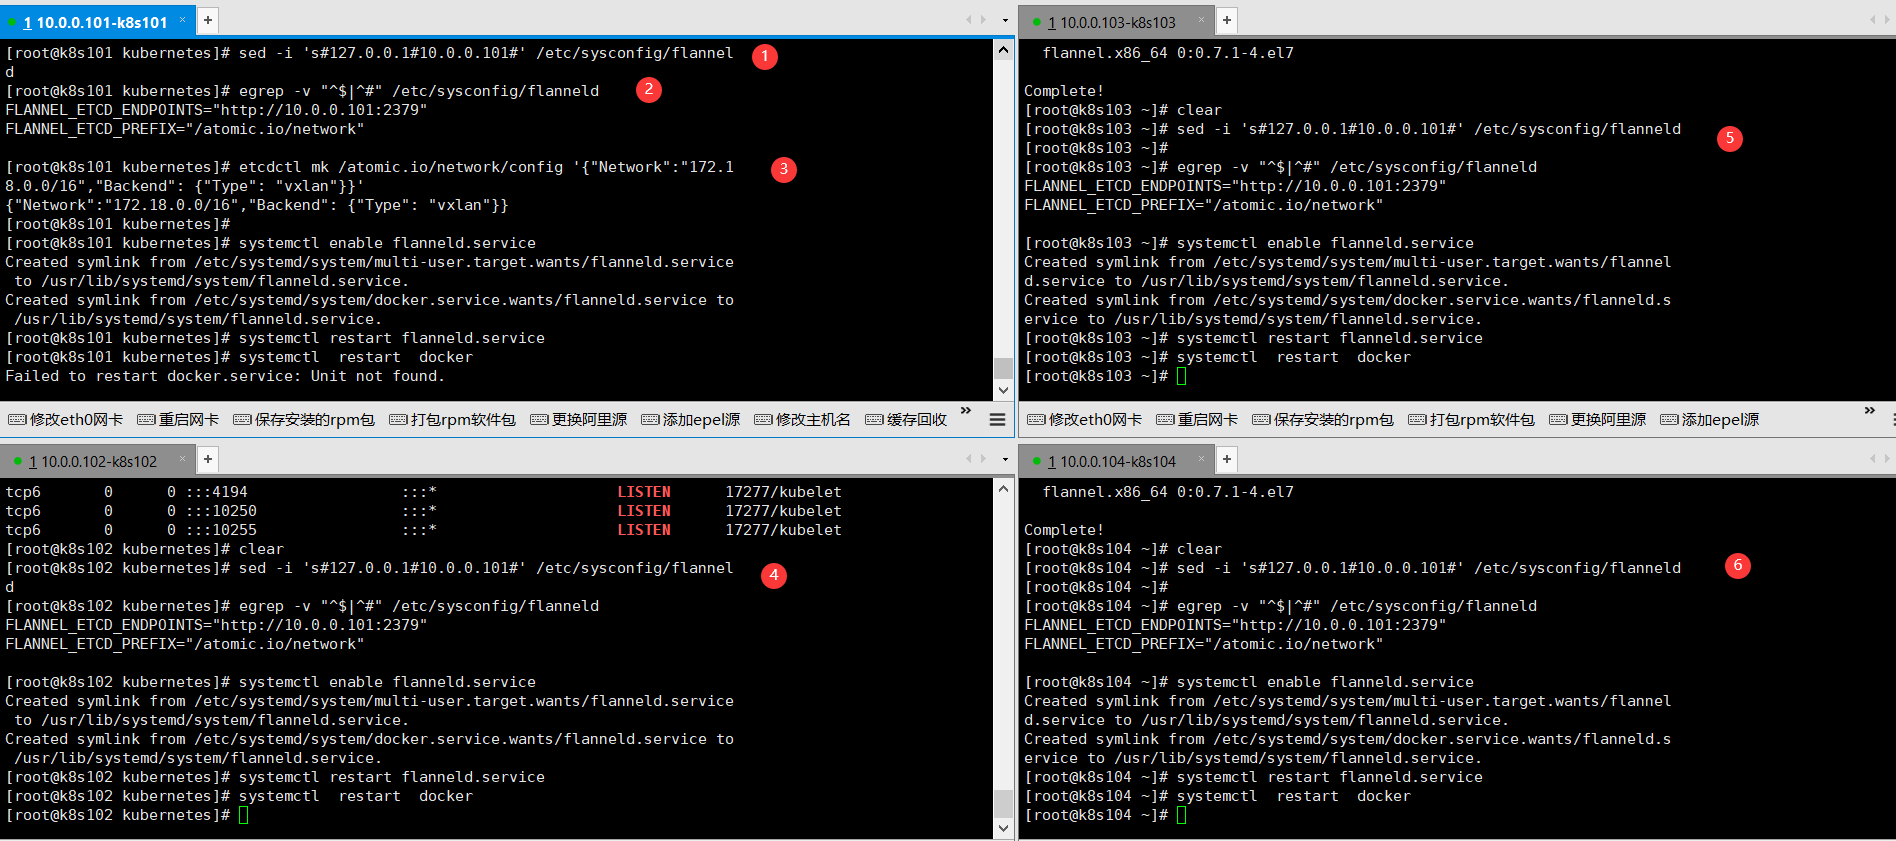 1 10.0.0.101-k8s101 × +
[root@k8s101 kubernetes]# sed -i 's#127.0.0.1#10.0.0.101#' /etc/sysconfig/flannel
d
1
[root@k8s101 kubernetes]# egrep -v "^$|^#" /etc/sysconfig/flanneld
2
FLANNEL_ETCD_ENDPOINTS="http://10.0.0.101:2379"
FLANNEL_ETCD_PREFIX="/atomic.io/network"
[root@k8s101 kubernetes]# etcdctl mk /atomic.io/network/config '{"Network":"172.1
8.0.0/16","Backend": {"Type": "vxlan"}}'
3
{"Network":"172.18.0.0/16","Backend": {"Type": "vxlan"}}
[root@k8s101 kubernetes]#
[root@k8s101 kubernetes]# systemctl enable flanneld.service
Created symlink from /etc/systemd/system/multi-user.target.wants/flanneld.service
 to /usr/lib/systemd/system/flanneld.service.
Created symlink from /etc/systemd/system/docker.service.wants/flanneld.service to
 /usr/lib/systemd/system/flanneld.service.
[root@k8s101 kubernetes]# systemctl restart flanneld.service
[root@k8s101 kubernetes]# systemctl  restart  docker
Failed to restart docker.service: Unit not found.
修改eth0网卡 重启网卡 保存安装的rpm包 打包rpm软件包 更换阿里源 添加epel源 修改主机名 缓存回收 »
1 10.0.0.103-k8s103 × +
  flannel.x86_64 0:0.7.1-4.el7
Complete!
[root@k8s103 ~]# clear
[root@k8s103 ~]# sed -i 's#127.0.0.1#10.0.0.101#' /etc/sysconfig/flanneld
5
[root@k8s103 ~]#
[root@k8s103 ~]# egrep -v "^$|^#" /etc/sysconfig/flanneld
FLANNEL_ETCD_ENDPOINTS="http://10.0.0.101:2379"
FLANNEL_ETCD_PREFIX="/atomic.io/network"
[root@k8s103 ~]# systemctl enable flanneld.service
Created symlink from /etc/systemd/system/multi-user.target.wants/flannel
d.service to /usr/lib/systemd/system/flanneld.service.
Created symlink from /etc/systemd/system/docker.service.wants/flanneld.s
ervice to /usr/lib/systemd/system/flanneld.service.
[root@k8s103 ~]# systemctl restart flanneld.service
[root@k8s103 ~]# systemctl  restart  docker
[root@k8s103 ~]#
修改eth0网卡 重启网卡 保存安装的rpm包 打包rpm软件包 更换阿里源 添加epel源 »
1 10.0.0.102-k8s102 × +
tcp6       0      0 :::4194                 :::*                    LISTEN      17277/kubelet
tcp6       0      0 :::10250                :::*                    LISTEN      17277/kubelet
tcp6       0      0 :::10255                :::*                    LISTEN      17277/kubelet
[root@k8s102 kubernetes]# clear
[root@k8s102 kubernetes]# sed -i 's#127.0.0.1#10.0.0.101#' /etc/sysconfig/flannel
d
4
[root@k8s102 kubernetes]# egrep -v "^$|^#" /etc/sysconfig/flanneld
FLANNEL_ETCD_ENDPOINTS="http://10.0.0.101:2379"
FLANNEL_ETCD_PREFIX="/atomic.io/network"
[root@k8s102 kubernetes]# systemctl enable flanneld.service
Created symlink from /etc/systemd/system/multi-user.target.wants/flanneld.service
 to /usr/lib/systemd/system/flanneld.service.
Created symlink from /etc/systemd/system/docker.service.wants/flanneld.service to
 /usr/lib/systemd/system/flanneld.service.
[root@k8s102 kubernetes]# systemctl restart flanneld.service
[root@k8s102 kubernetes]# systemctl  restart  docker
[root@k8s102 kubernetes]#
1 10.0.0.104-k8s104 × +
  flannel.x86_64 0:0.7.1-4.el7
Complete!
[root@k8s104 ~]# clear
[root@k8s104 ~]# sed -i 's#127.0.0.1#10.0.0.101#' /etc/sysconfig/flanneld
6
[root@k8s104 ~]#
[root@k8s104 ~]# egrep -v "^$|^#" /etc/sysconfig/flanneld
FLANNEL_ETCD_ENDPOINTS="http://10.0.0.101:2379"
FLANNEL_ETCD_PREFIX="/atomic.io/network"
[root@k8s104 ~]# systemctl enable flanneld.service
Created symlink from /etc/systemd/system/multi-user.target.wants/flannel
d.service to /usr/lib/systemd/system/flanneld.service.
Created symlink from /etc/systemd/system/docker.service.wants/flanneld.s
ervice to /usr/lib/systemd/system/flanneld.service.
[root@k8s104 ~]# systemctl restart flanneld.service
[root@k8s104 ~]# systemctl  restart  docker
[root@k8s104 ~]#